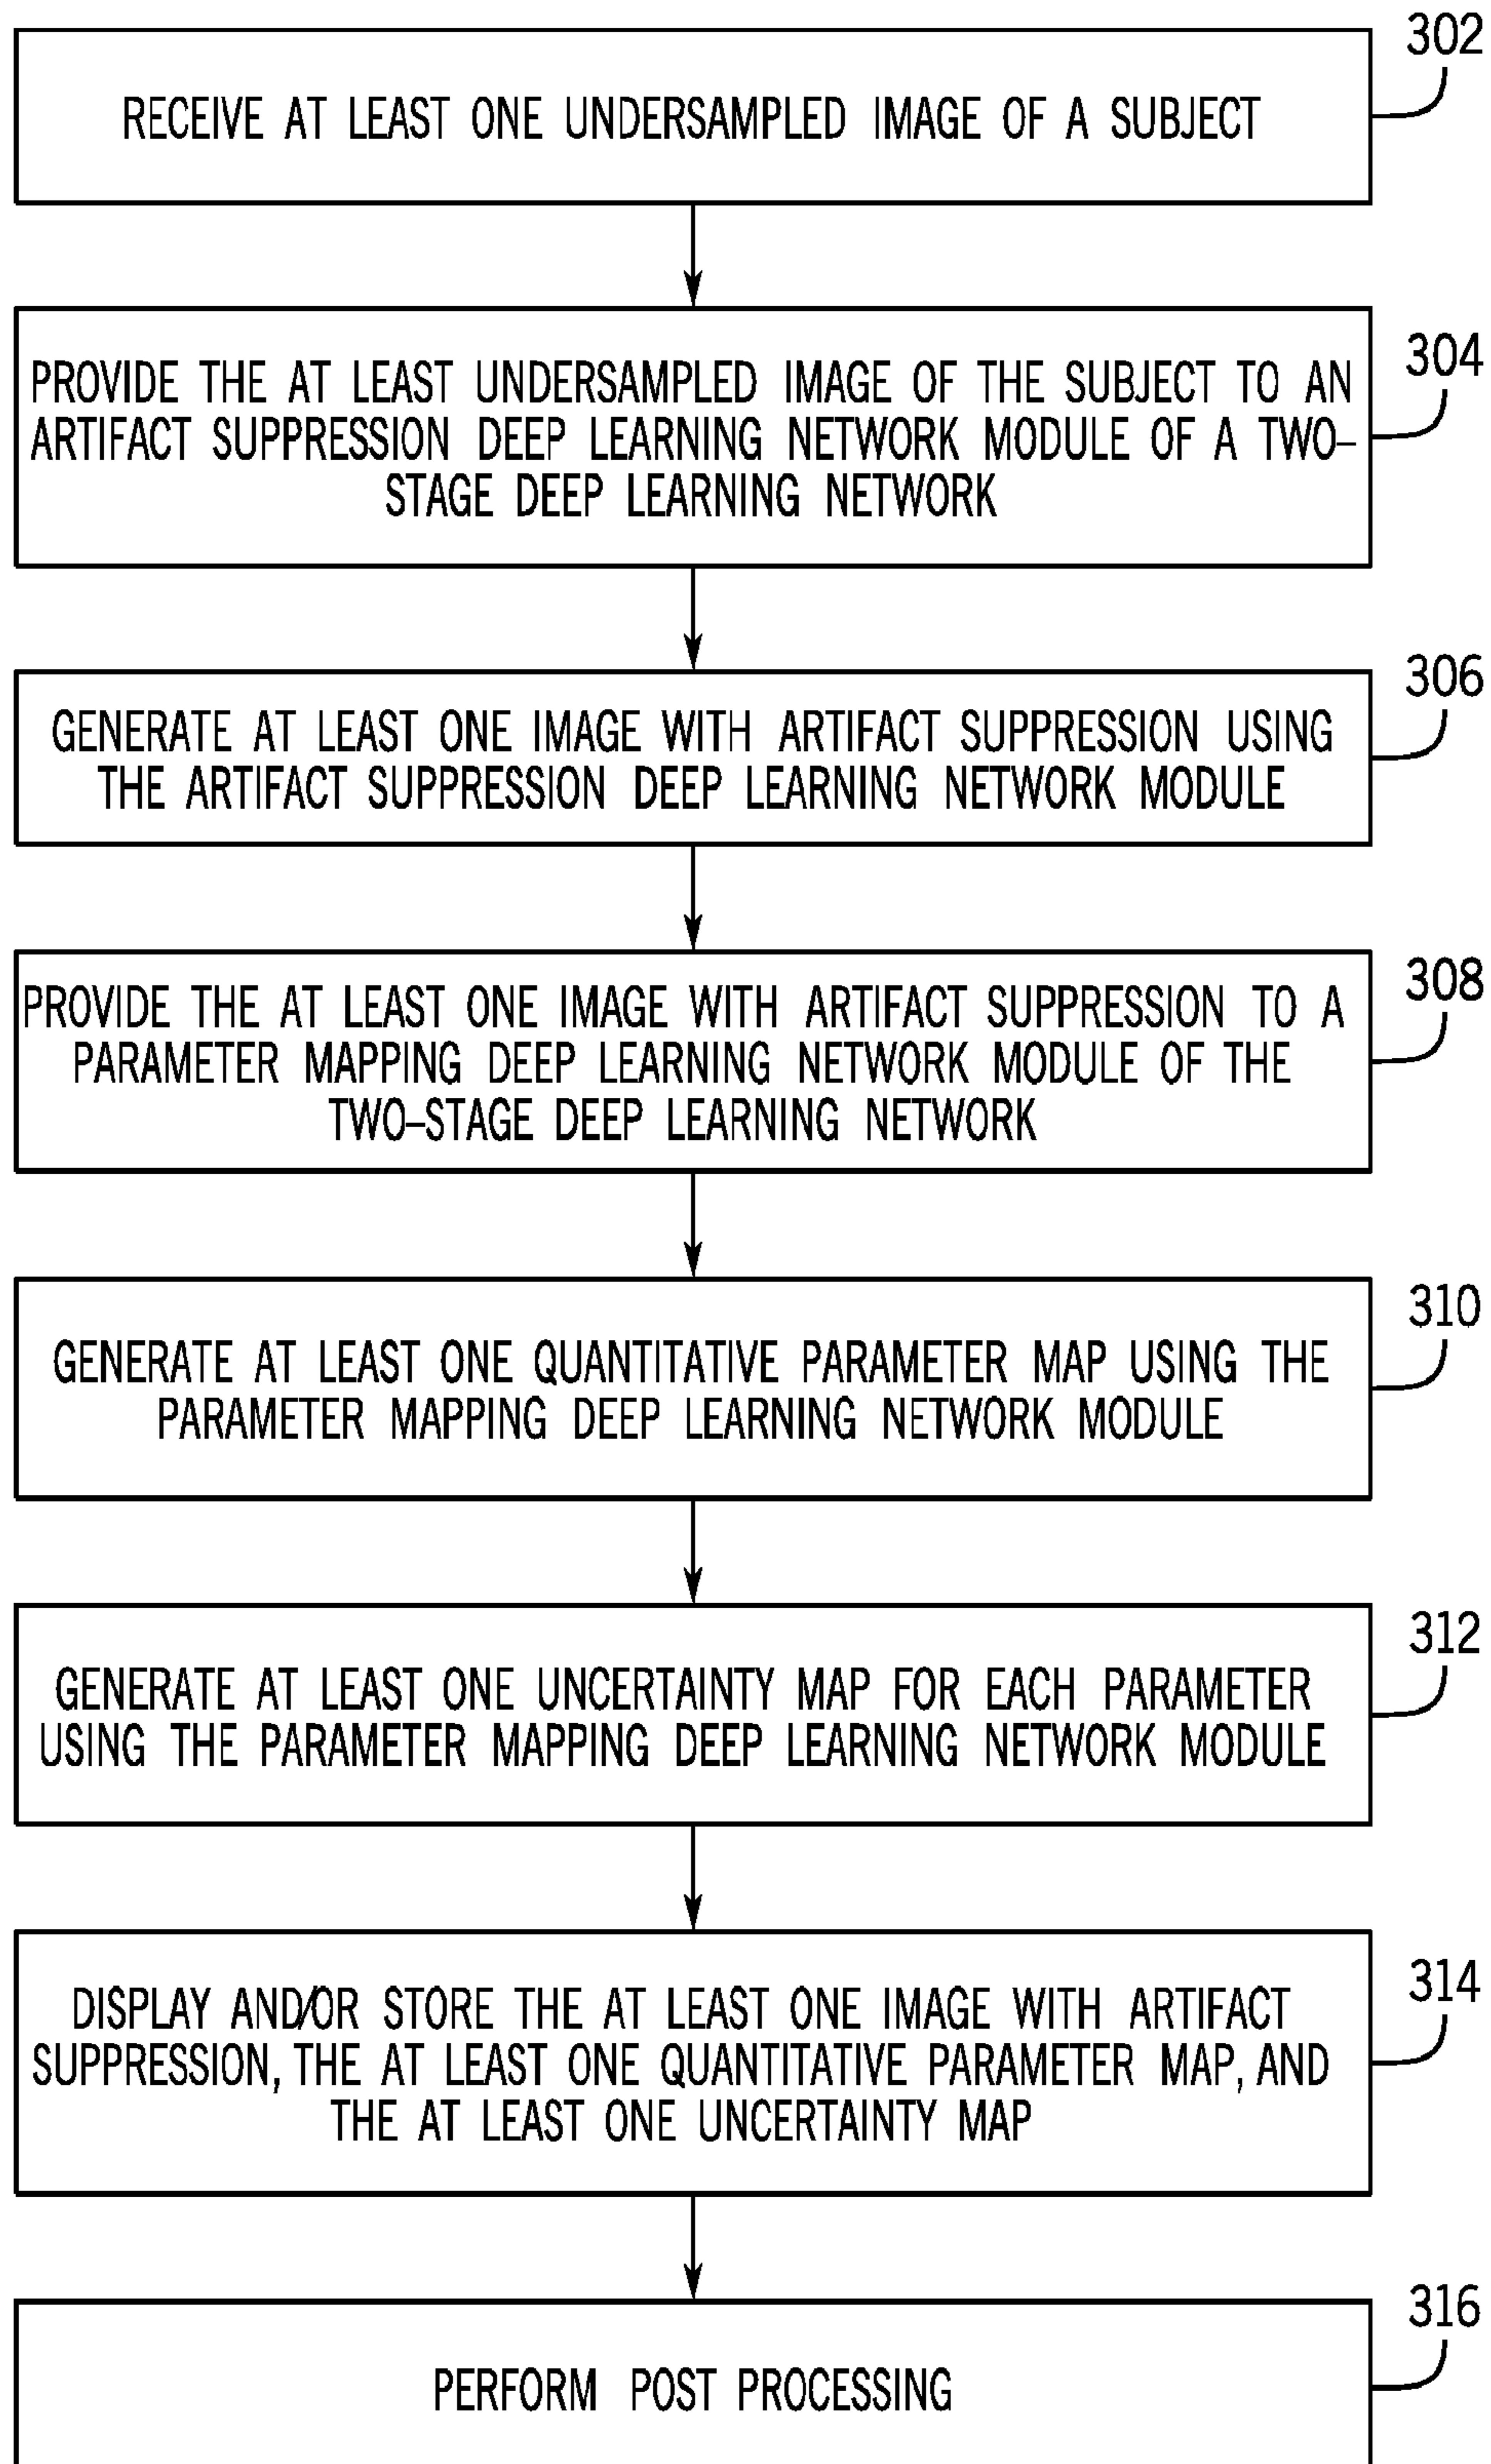 302
RECEIVE AT LEAST ONE UNDERSAMPLED IMAGE OF A SUBJECT
304
PROVIDE THE AT LEAST UNDERSAMPLED IMAGE OF THE SUBJECT TO AN
ARTIFACT SUPPRESSION DEEP LEARNING NETWORK MODULE OF A TWO–
STAGE DEEP LEARNING NETWORK
306
GENERATE AT LEAST ONE IMAGE WITH ARTIFACT SUPPRESSION USING
THE ARTIFACT SUPPRESSION DEEP LEARNING NETWORK MODULE
308
PROVIDE THE AT LEAST ONE IMAGE WITH ARTIFACT SUPPRESSION TO A
PARAMETER MAPPING DEEP LEARNING NETWORK MODULE OF THE
TWO–STAGE DEEP LEARNING NETWORK
310
GENERATE AT LEAST ONE QUANTITATIVE PARAMETER MAP USING THE
PARAMETER MAPPING DEEP LEARNING NETWORK MODULE
312
GENERATE AT LEAST ONE UNCERTAINTY MAP FOR EACH PARAMETER
USING THE PARAMETER MAPPING DEEP LEARNING NETWORK MODULE
314
DISPLAY AND/OR STORE THE AT LEAST ONE IMAGE WITH ARTIFACT
SUPPRESSION, THE AT LEAST ONE QUANTITATIVE PARAMETER MAP, AND
THE AT LEAST ONE UNCERTAINTY MAP
316
PERFORM POST PROCESSING